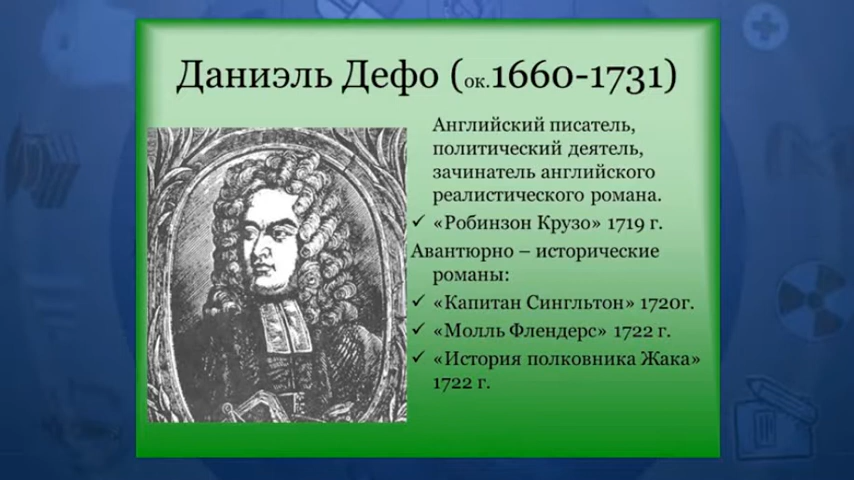 Даниэль Дефо (ок.1660-1731)
Английский писатель,
политический деятель,
зачинатель английского
реалистического романа.
✓ «Робинзон Крузо» 1719 г.
Авантюрно – исторические
романы:
✓ «Капитан Сингльтон» 1720г.
✓ «Молль Флендерс» 1722 г.
✓ «История полковника Жака»
1722 г.